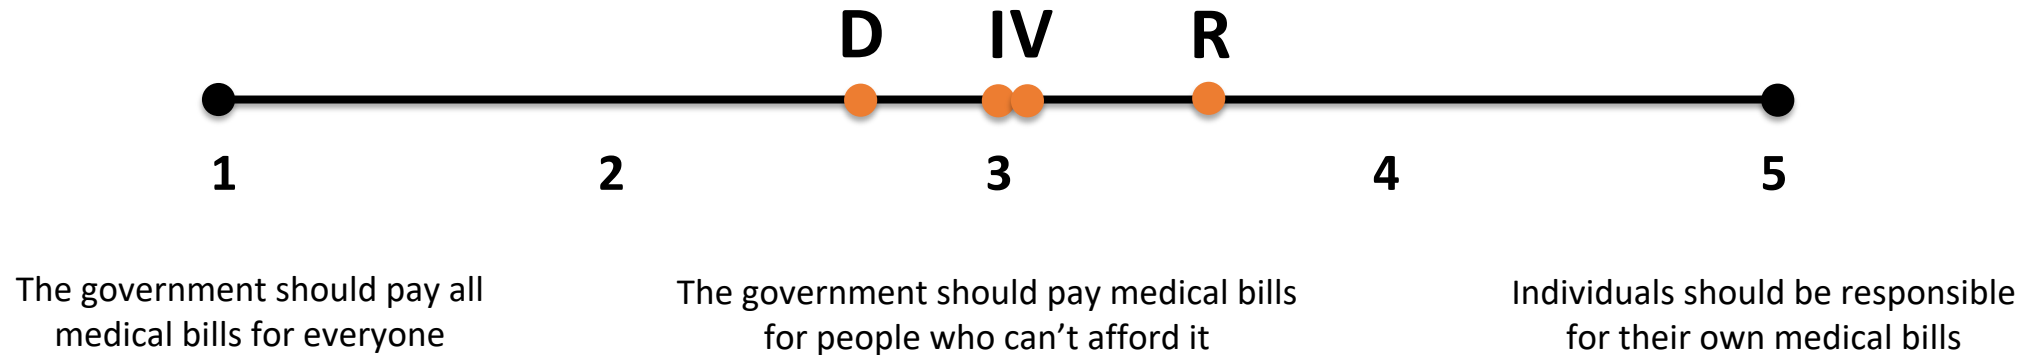 D IV R
1 2 3 4 5
The government should pay all
medical bills for everyone
The government should pay medical bills
for people who can't afford it
Individuals should be responsible
for their own medical bills